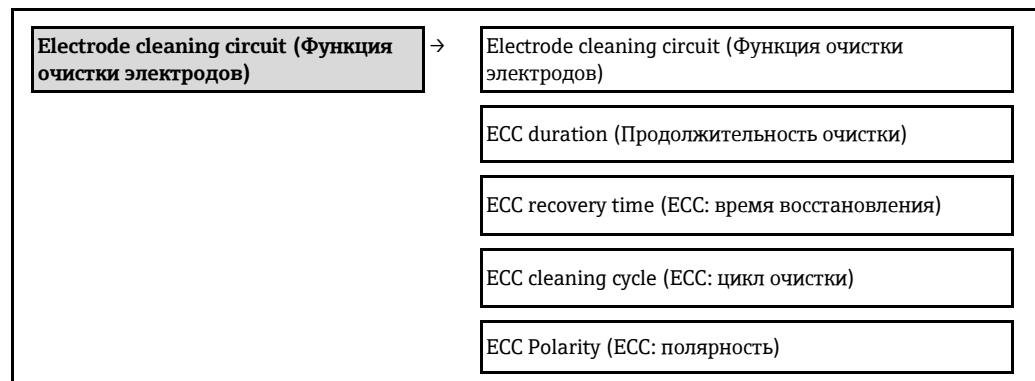 Electrode cleaning circuit (Функция
очистки электродов)
→
Electrode cleaning circuit (Функция очистки
электродов)
ECC duration (Продолжительность очистки)
ECC recovery time (ECC: время восстановления)
ECC cleaning cycle (ECC: цикл очистки)
ECC Polarity (ECC: полярность)